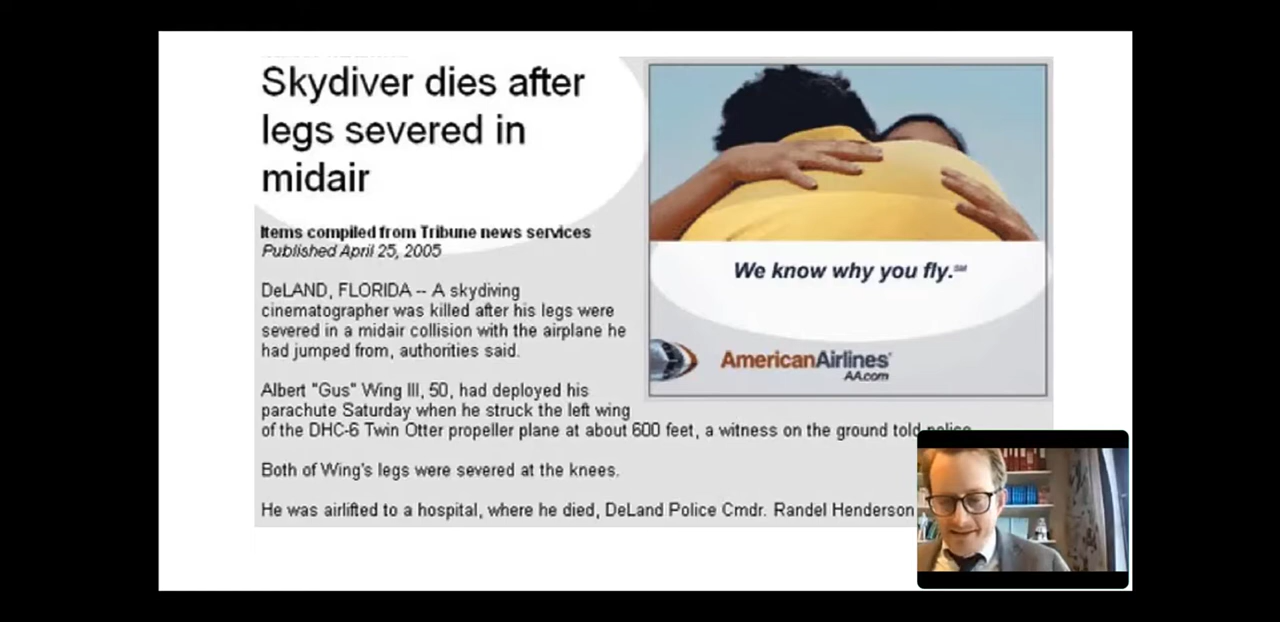 Skydiver dies after
legs severed in
midair
Items compiled from Tribune news services
Published April 25, 2005
DeLAND, FLORIDA -- A skydiving
cinematographer was killed after his legs were
severed in a midair collision with the airplane he
had jumped from, authorities said.
Albert "Gus" Wing III, 50, had deployed his
parachute Saturday when he struck the left wing
of the DHC-6 Twin Otter propeller plane at about 600 feet, a witness on the ground told police.
Both of Wing's legs were severed at the knees.
He was airlifted to a hospital, where he died, DeLand Police Cmdr. Randel Henderson
We know why you fly.℠
AmericanAirlines®
AA.com